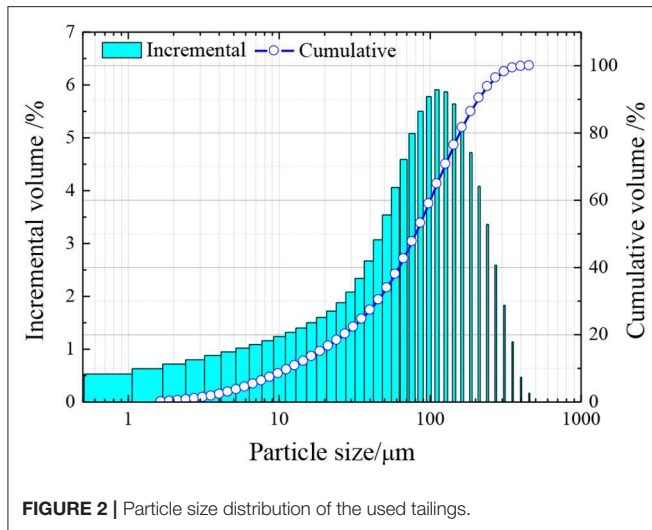 Incremental Cumulative
7
6
5
4
3
2
1
0
Incremental volume /%
100
80
60
40
20
0
Cumulative volume /%
1 10 100 1000
Particle size/μm
FIGURE 2 | Particle size distribution of the used tailings.